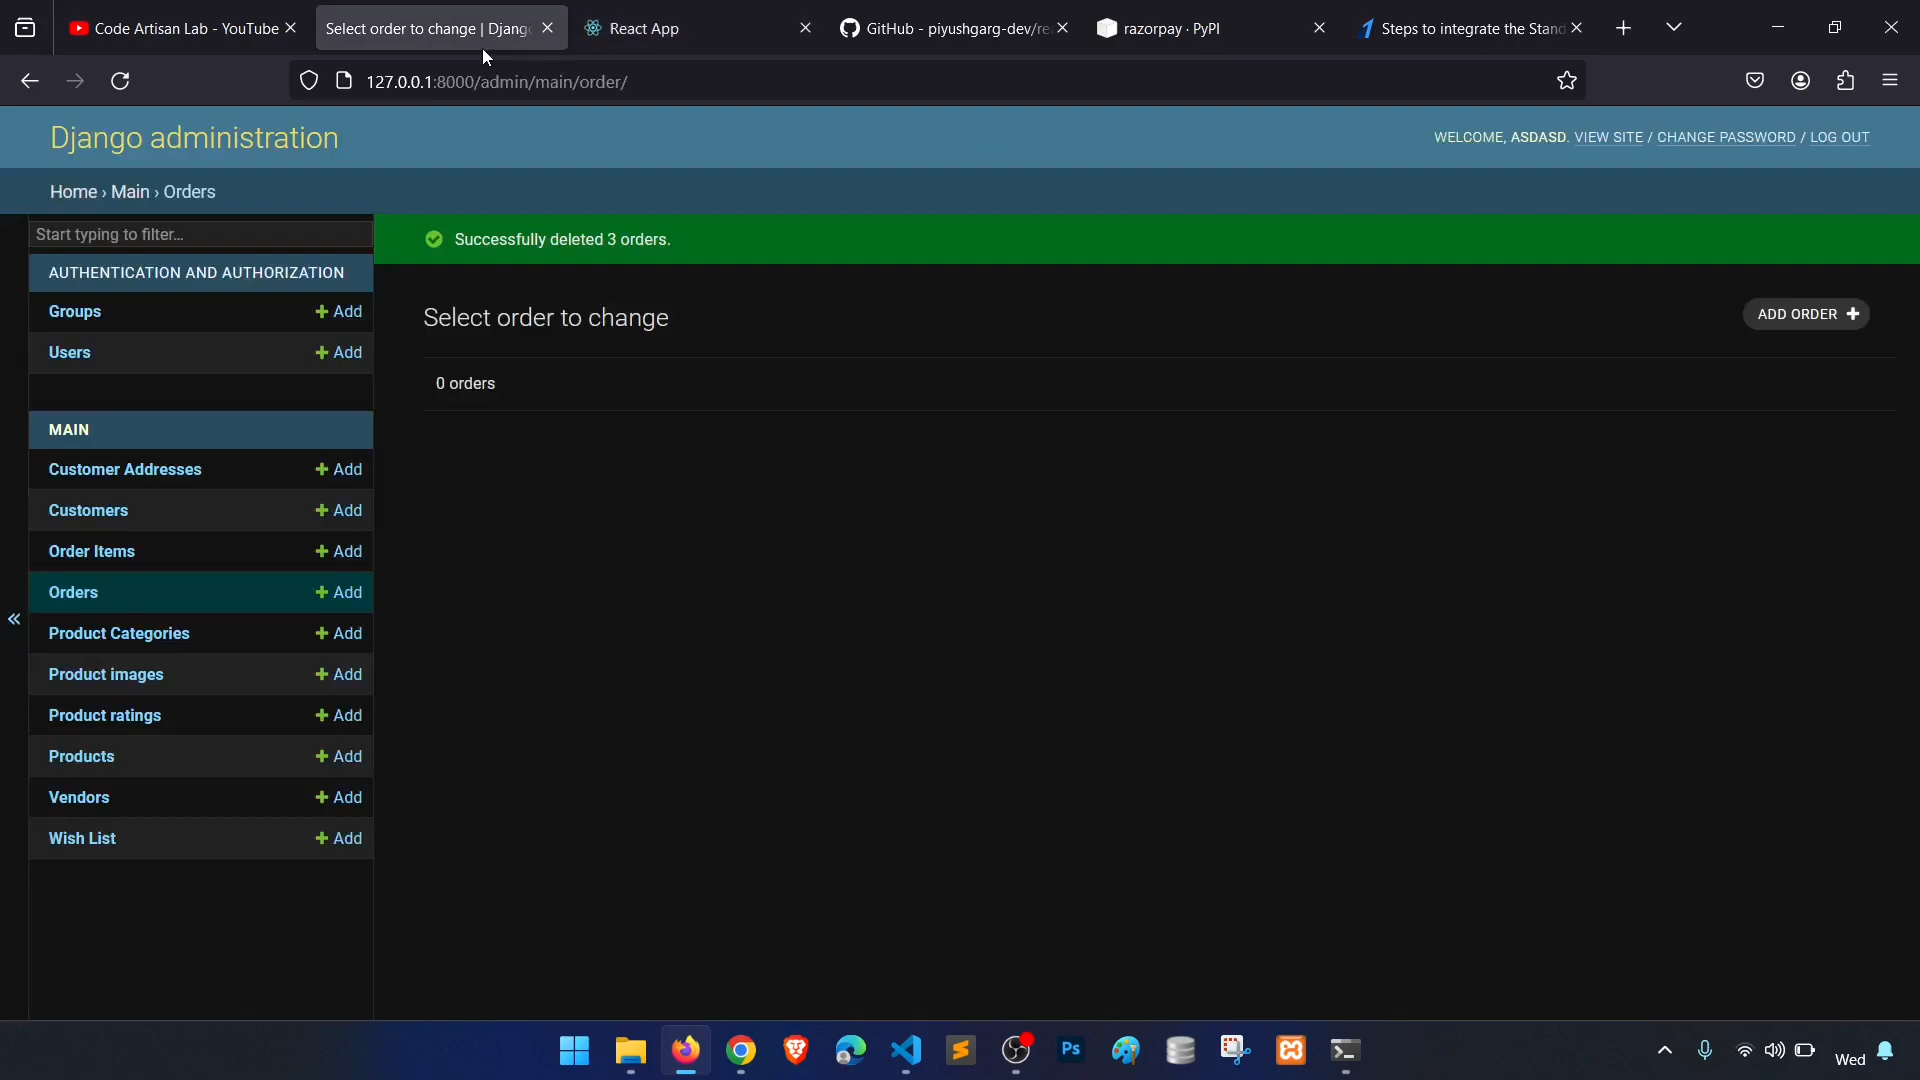 Code Artisan Lab - YouTube
Select order to change | Djang
React App
GitHub - piyushgarg-dev/re
razorpay · PyPI
Steps to integrate the Stand
127.0.0.1:8000/admin/main/order/
Django administration
WELCOME, ASDASD. VIEW SITE / CHANGE PASSWORD / LOG OUT
Home › Main › Orders
Start typing to filter...
Successfully deleted 3 orders.
AUTHENTICATION AND AUTHORIZATION
Groups Add
Users Add
Select order to change
ADD ORDER
0 orders
MAIN
Customer Addresses Add
Customers Add
Order Items Add
Orders Add
Product Categories Add
Product images Add
Product ratings Add
Products Add
Vendors Add
Wish List Add
Ps
Wed